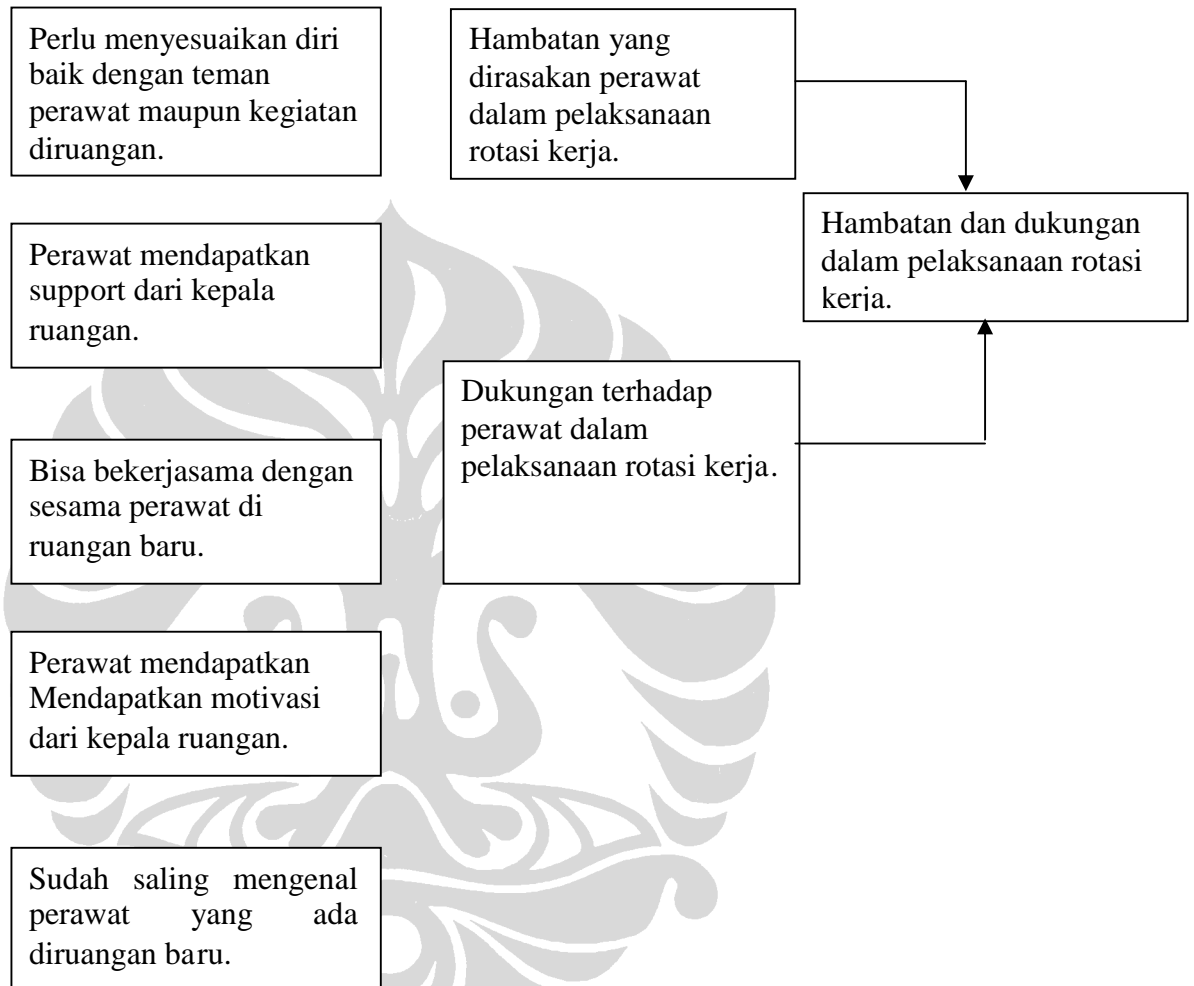 Perlu menyesuaikan diri
baik dengan teman
perawat maupun kegiatan
diruangan.
Hambatan yang
dirasakan perawat
dalam pelaksanaan
rotasi kerja.
Hambatan dan dukungan
dalam pelaksanaan rotasi
kerja.
Perawat mendapatkan
support dari kepala
ruangan.
Dukungan terhadap
perawat dalam
pelaksanaan rotasi kerja.
Bisa bekerjasama dengan
sesama perawat di
ruangan baru.
Perawat mendapatkan
Mendapatkan motivasi
dari kepala ruangan.
Sudah saling mengenal
perawat yang ada
diruangan baru.